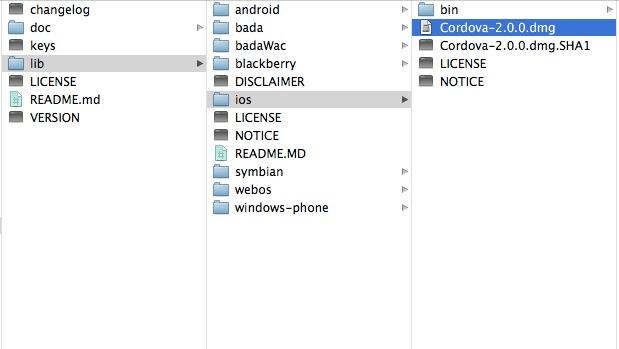 changelog
doc
keys
lib
LICENSE
README.md
VERSION
android
bada
badaWac
blackberry
DISCLAIMER
ios
LICENSE
NOTICE
README.MD
symbian
webos
windows-phone
bin
Cordova-2.0.0.dmg
Cordova-2.0.0.dmg.SHA1
LICENSE
NOTICE